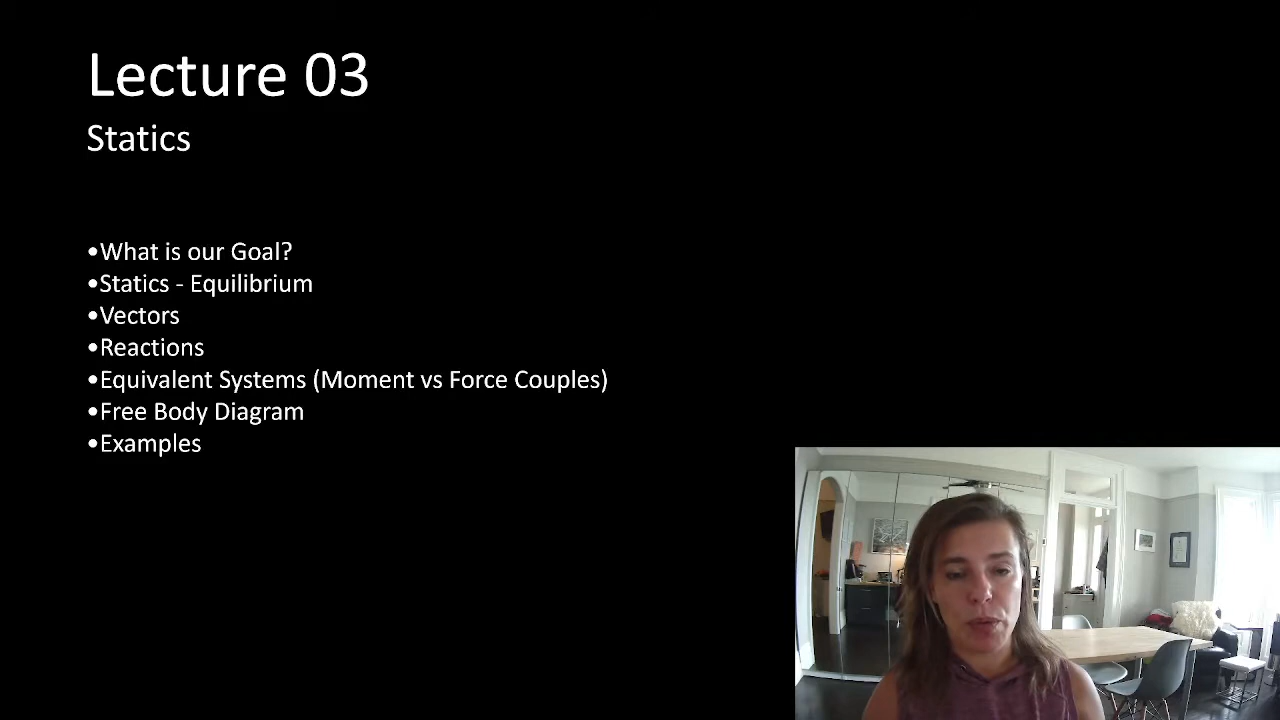 Lecture 03
Statics
•What is our Goal?
•Statics - Equilibrium
•Vectors
•Reactions
•Equivalent Systems (Moment vs Force Couples)
•Free Body Diagram
•Examples